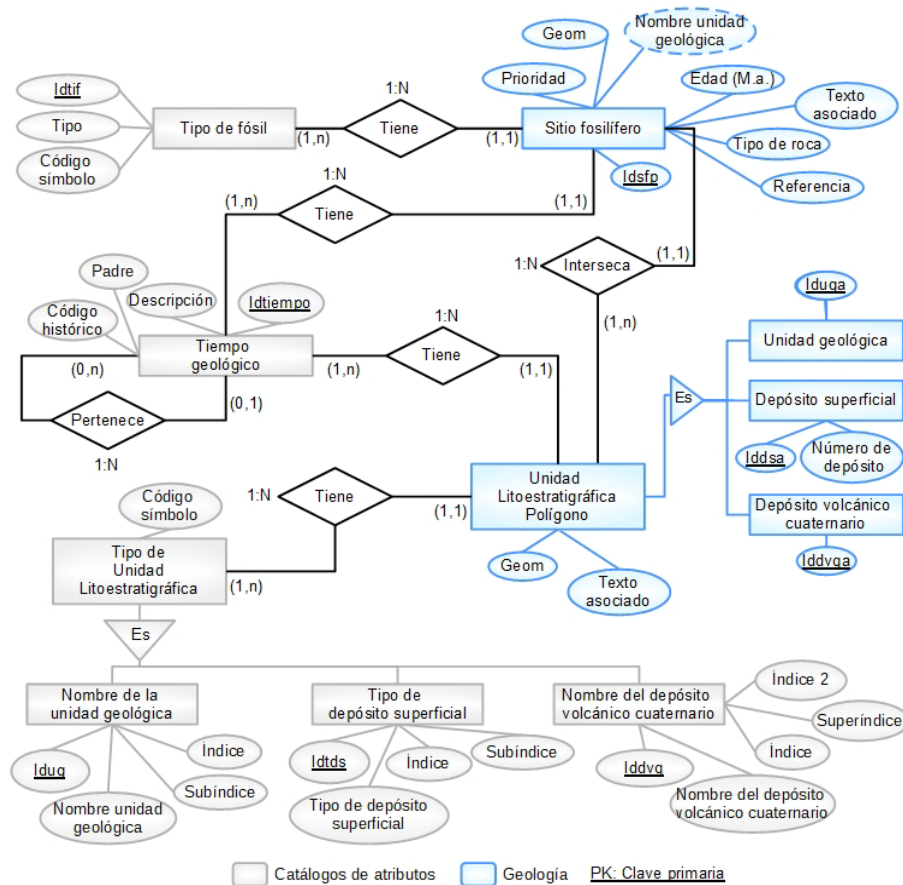 Geom
Nombre unidad
geológica
Idtif
Prioridad
Edad (M.a.)
1:N
Texto
asociado
Tipo
Tipo de fósil
(1,n)
Tiene
(1,1)
Sitio fosilífero
Código
símbolo
Tipo de roca
Idsfp
Referencia
1:N
(1,n)
Tiene
(1,1)
1:N
Interseca
(1,1)
Padre
Descripción
Idtiempo
Código
histórico
Iduga
1:N
(1,n)
Tiempo
geológico
Unidad geológica
(0,n)
(1,n)
Tiene
(1,1)
Es
Depósito superficial
(0,1)
Pertenece
1:N
Iddsa
Número de
depósito
Código
símbolo
1:N
Tiene
(1,1)
Unidad
Litoestratigráfica
Polígono
Depósito volcánico
cuaternario
Tipo de
Unidad
Litoestratigráfica
(1,n)
Geom
Texto
asociado
Iddvqa
Es
Nombre de la
unidad geológica
Tipo de
depósito superficial
Nombre del depósito
volcánico cuaternario
Índice 2
Superíndice
Índice
Idug
Índice
Subíndice
Nombre unidad
geológica
Idtds
Índice
Subíndice
Tipo de depósito
superficial
Iddvq
Nombre del depósito
volcánico cuaternario
Catálogos de atributos
Geología
PK: Clave primaria